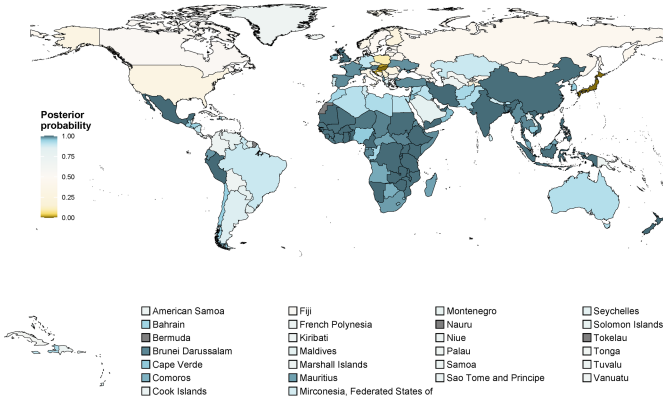 Posterior
probability
1.00
0.75
0.50
0.25
0.00
American Samoa
Bahrain
Bermuda
Brunei Darussalam
Cape Verde
Comoros
Cook Islands
Fiji
French Polynesia
Kiribati
Maldives
Marshall Islands
Mauritius
Mirconesia, Federated States of
Montenegro
Nauru
Niue
Palau
Samoa
Sao Tome and Principe
Seychelles
Solomon Islands
Tokelau
Tonga
Tuvalu
Vanuatu